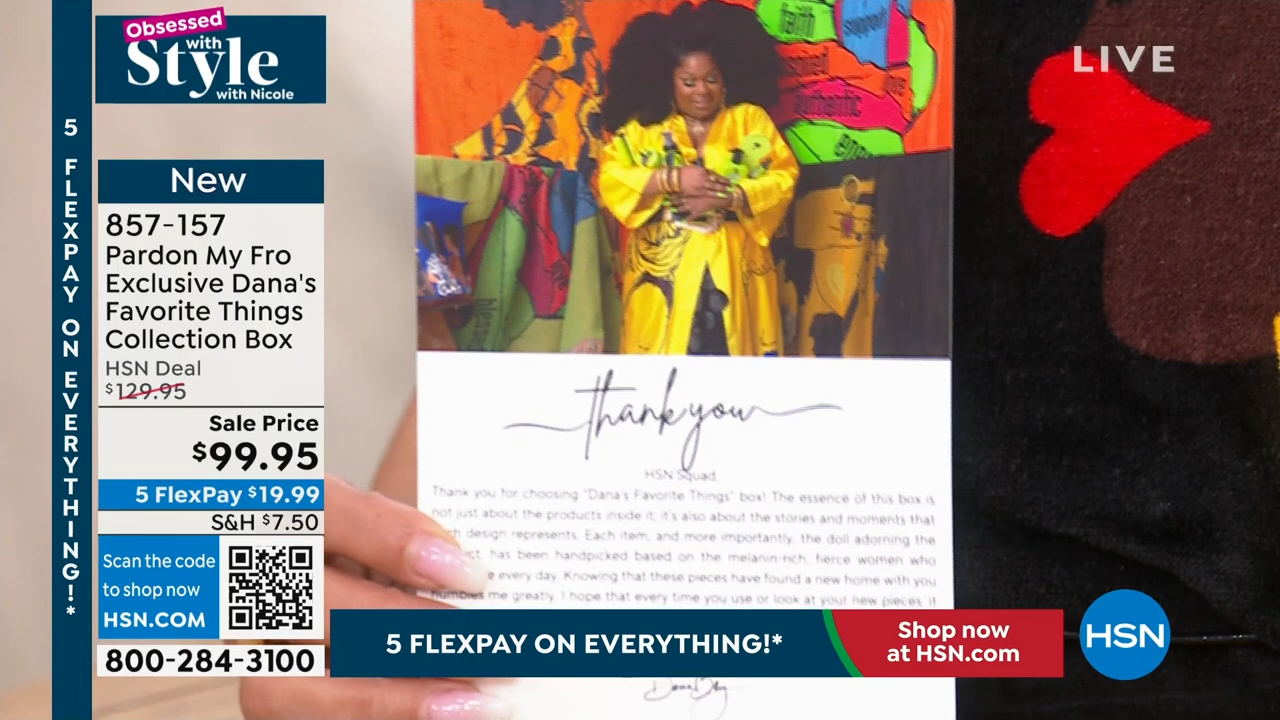 Obsessed
with
Style
with Nicole
LIVE
5 FLEXPAY ON EVERYTHING!*
New
857-157
Pardon My Fro
Exclusive Dana's
Favorite Things
Collection Box
HSN Deal
$129.95
Sale Price
$99.95
5 FlexPay $19.99
S&H $7.50
Scan the code
to shop now
HSN.COM
800-284-3100
faith
support
authentic
thank you
HSN Squad,
Thank you for choosing "Dana's Favorite Things" box! The essence of this box is
not just about the products inside it; it's also about the stories and moments that
design represents. Each item, and more importantly, the doll adorning the
has been handpicked based on the melanin-rich, fierce women who
every day. Knowing that these pieces have found a new home with you
humbles me greatly. I hope that every time you use or look at your new pieces, it
5 FLEXPAY ON EVERYTHING!*
Shop now
at HSN.com
HSN